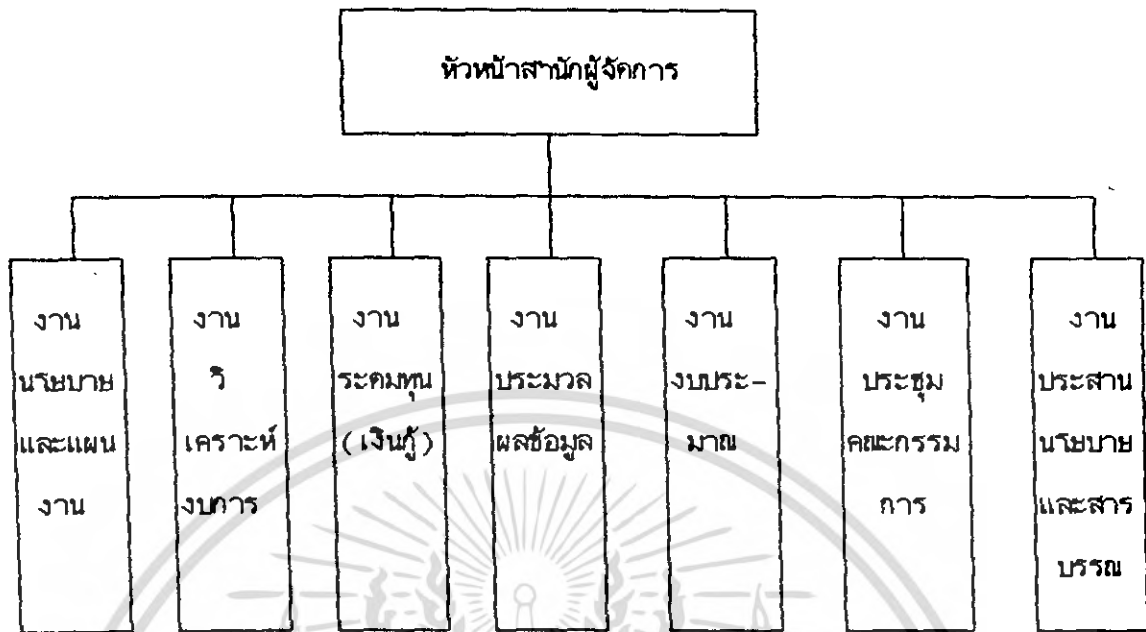 หัวหน้าสำนักผู้จัดการ
งาน
นโยบาย
และแผน
งาน
งาน
วิ
เคราะห์
งบการ
งาน
ระดมทุน
(เงินกู้)
งาน
ประมวล
ผลข้อมูล
งาน
งบประ-
มาณ
งาน
ประชุม
คณะกรรม
การ
งาน
ประสาน
นโยบาย
และสาร
บรรณ